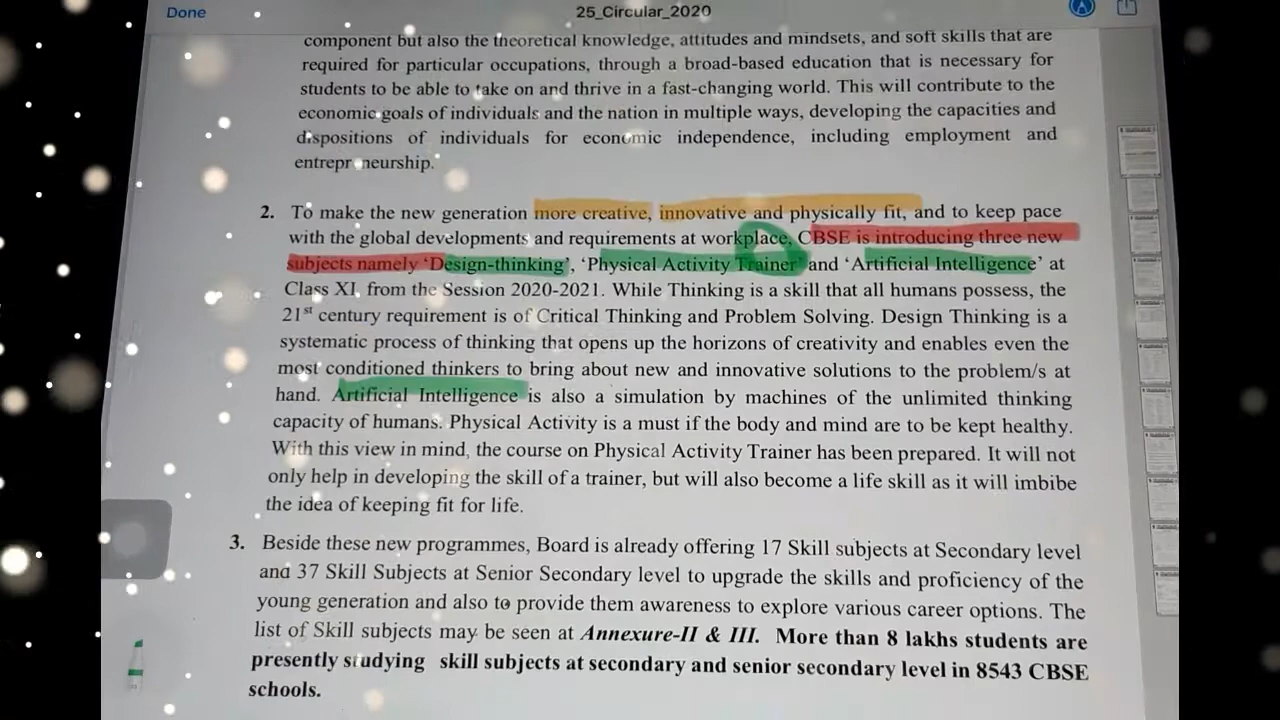 Done
25_Circular_2020
component but also the theoretical knowledge, attitudes and mindsets, and soft skills that are
required for particular occupations, through a broad-based education that is necessary for
students to be able to take on and thrive in a fast-changing world. This will contribute to the
economic goals of individuals and the nation in multiple ways, developing the capacities and
dispositions of individuals for economic independence, including employment and
entrepreneurship.
2. To make the new generation more creative, innovative and physically fit, and to keep pace
with the global developments and requirements at workplace, CBSE is introducing three new
subjects namely ‘Design-thinking’, ‘Physical Activity Trainer’ and ‘Artificial Intelligence’ at
Class XI, from the Session 2020-2021. While Thinking is a skill that all humans possess, the
21st century requirement is of Critical Thinking and Problem Solving. Design Thinking is a
systematic process of thinking that opens up the horizons of creativity and enables even the
most conditioned thinkers to bring about new and innovative solutions to the problem/s at
hand. Artificial Intelligence is also a simulation by machines of the unlimited thinking
capacity of humans. Physical Activity is a must if the body and mind are to be kept healthy.
With this view in mind, the course on Physical Activity Trainer has been prepared. It will not
only help in developing the skill of a trainer, but will also become a life skill as it will imbibe
the idea of keeping fit for life.
3. Beside these new programmes, Board is already offering 17 Skill subjects at Secondary level
and 37 Skill Subjects at Senior Secondary level to upgrade the skills and proficiency of the
young generation and also to provide them awareness to explore various career options. The
list of Skill subjects may be seen at Annexure-II & III. More than 8 lakhs students are
presently studying skill subjects at secondary and senior secondary level in 8543 CBSE
schools.